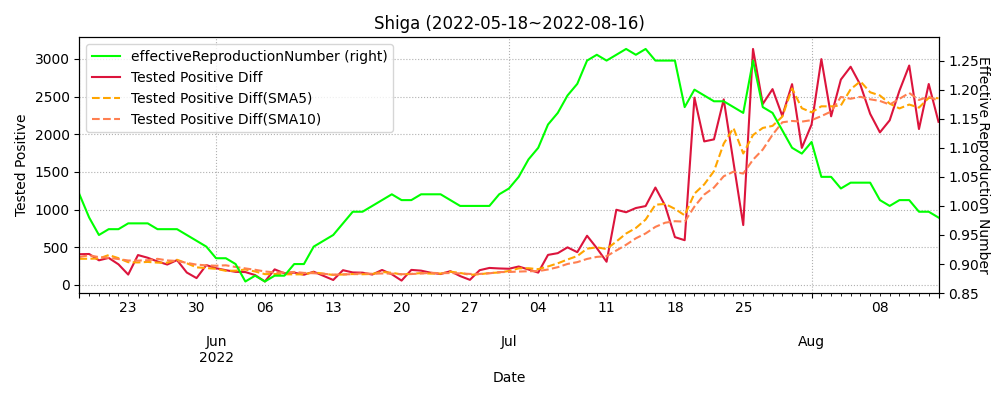 Shiga (2022-05-18~2022-08-16)
effectiveReproductionNumber (right)
Tested Positive Diff
Tested Positive Diff(SMA5)
Tested Positive Diff(SMA10)
Tested Positive
3000
2500
2000
1500
1000
500
0
1.25
1.20
1.15
1.10
1.05
1.00
0.95
0.90
0.85
Effective Reproduction Number
23 30 06 13 20 27 04 11 18 25 08
Jun Jul Aug
2022
Date